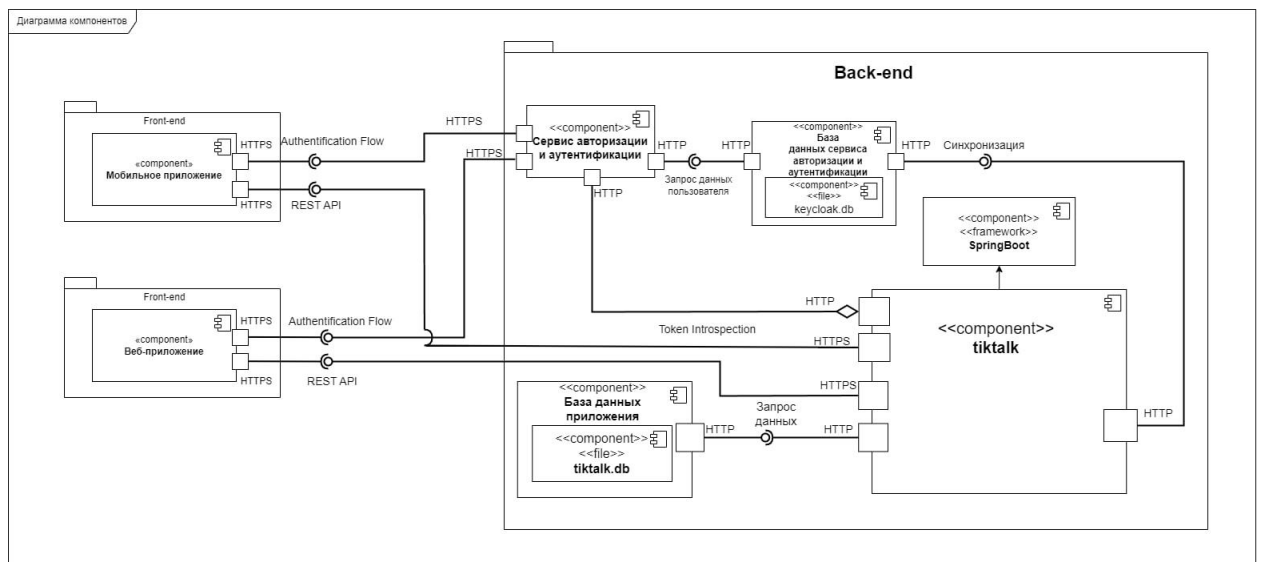 Диаграмма компонентов
Back-end
Front-end
«component»
Мобильное приложение
HTTPS
HTTPS
Authentification Flow
REST API
HTTPS
HTTPS
<<component>>
Сервис авторизации
и аутентификации
HTTP
HTTP
Запрос данных
пользователя
HTTP
<<component>>
База
данных сервиса
авторизации и
аутентификации
<<component>>
<<file>>
keycloak.db
HTTP
Синхронизация
<<component>>
<<framework>>
SpringBoot
Front-end
«component»
Веб-приложение
HTTPS
HTTPS
Authentification Flow
REST API
HTTP
Token Introspection
HTTPS
HTTPS
<<component>>
tiktalk
HTTP
<<component>>
База данных
приложения
<<component>>
<<file>>
tiktalk.db
HTTP
Запрос
данных
HTTP